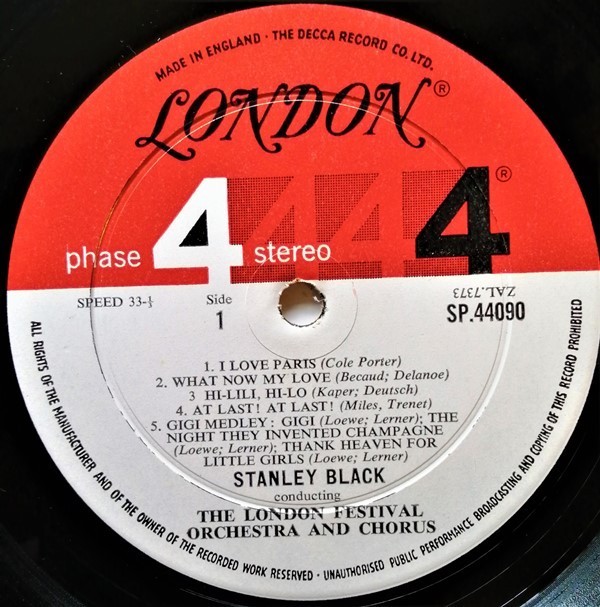 MADE IN ENGLAND · THE DECCA RECORD CO. LTD.
LONDON®
phase 4 stereo 4 4 4 ®
SPEED 33-⅓
Side
1
ZAL.7373
SP.44090
1. I LOVE PARIS (Cole Porter)
2. WHAT NOW MY LOVE (Becaud; Delanoe)
3 HI-LILI, HI-LO (Kaper; Deutsch)
4. AT LAST! AT LAST! (Miles, Trenet)
5. GIGI MEDLEY: GIGI (Loewe; Lerner); THE
NIGHT THEY INVENTED CHAMPAGNE
(Loewe; Lerner); THANK HEAVEN FOR
LITTLE GIRLS (Loewe; Lerner)
STANLEY BLACK
conducting
THE LONDON FESTIVAL
ORCHESTRA AND CHORUS
ALL RIGHTS OF THE MANUFACTURER AND OF THE OWNER OF THE RECORDED WORK RESERVED · UNAUTHORISED PUBLIC PERFORMANCE BROADCASTING AND COPYING OF THIS RECORD PROHIBITED